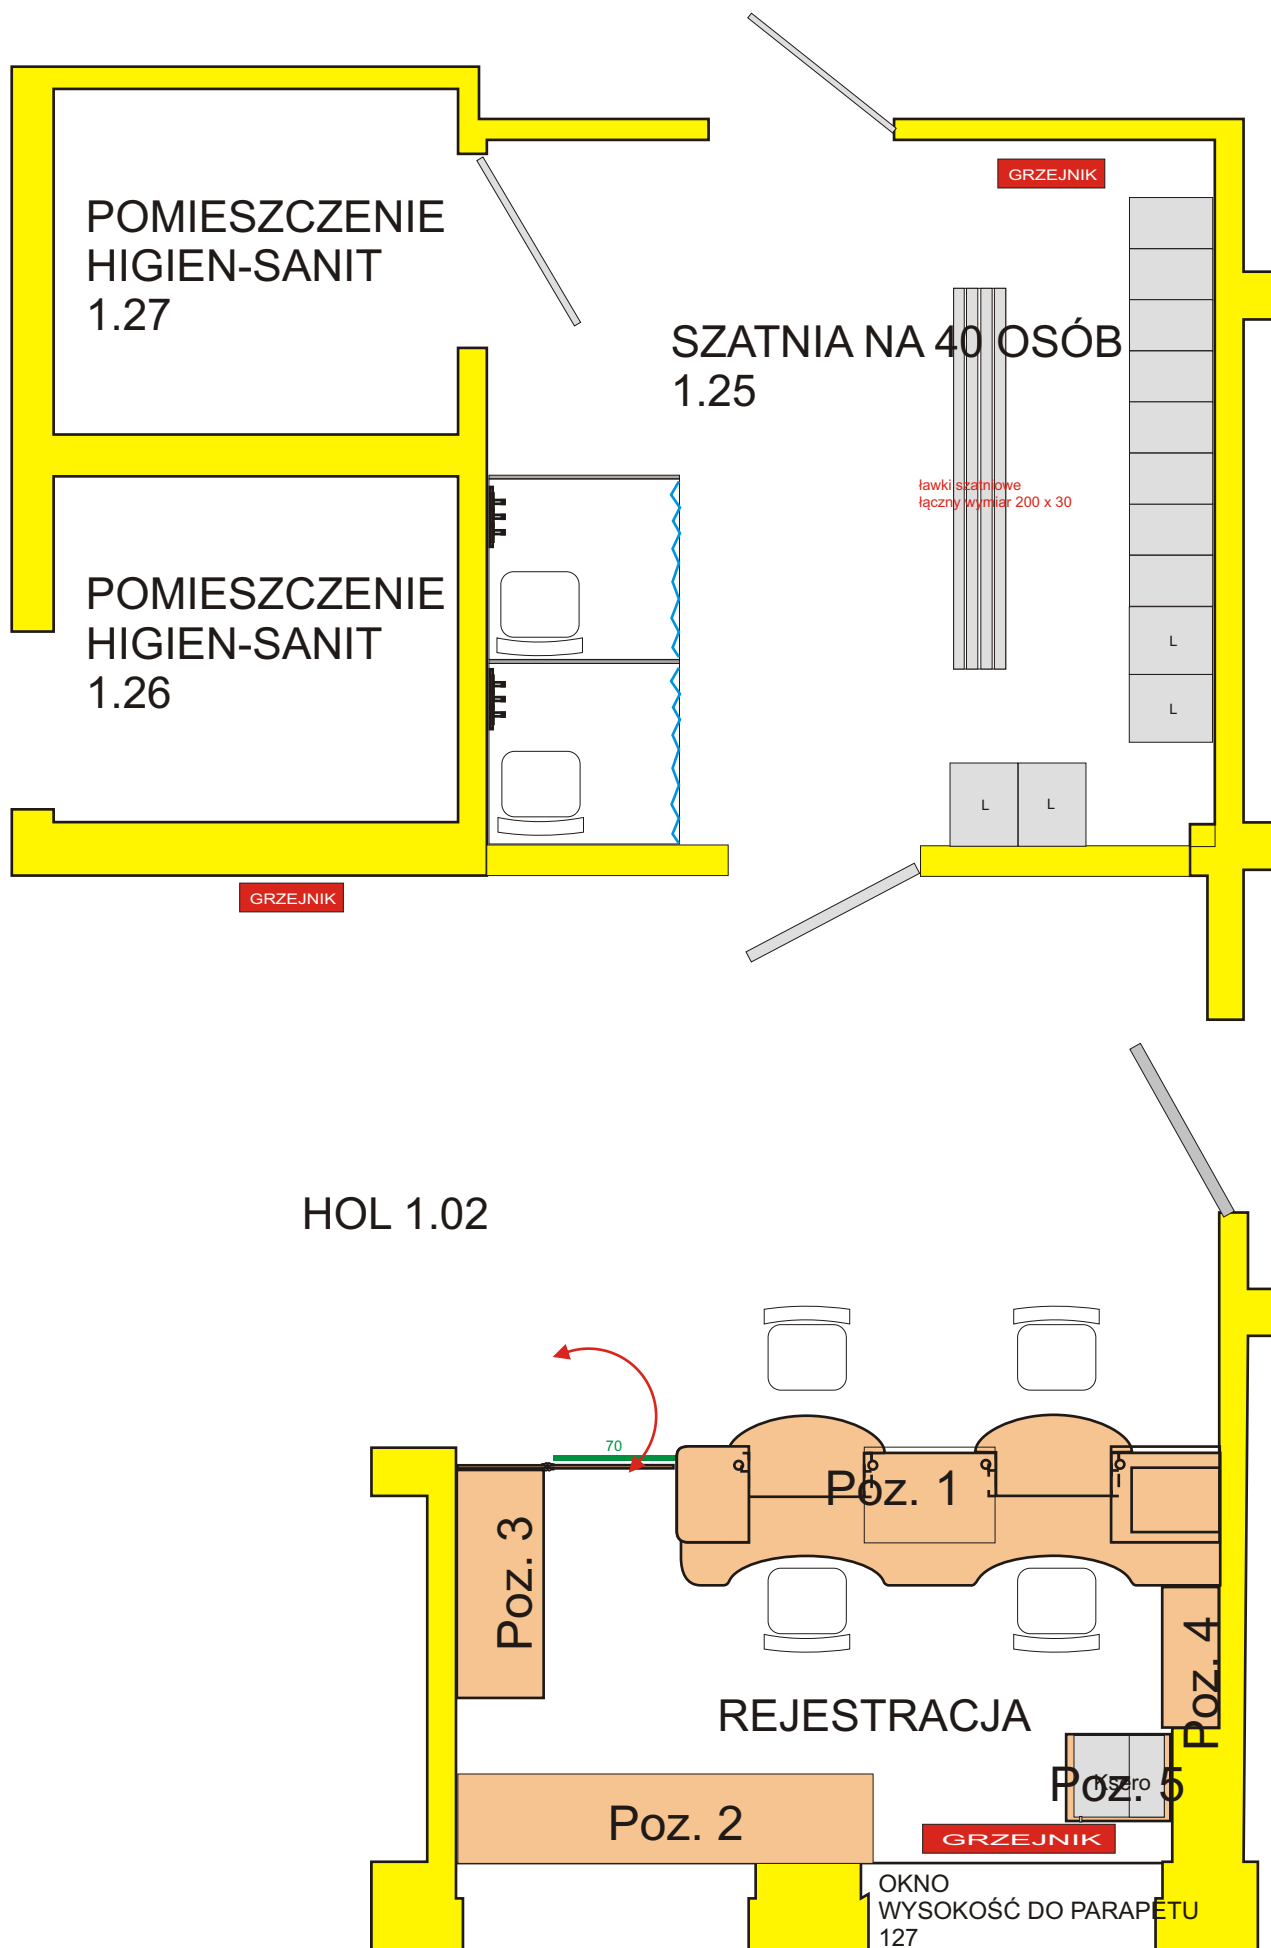 GRZEJNIK
POMIESZCZENIE
HIGIEN-SANIT
1.27
SZATNIA NA 40 OSÓB
1.25
ławki szatniowe
łączny wymiar 200 x 30
POMIESZCZENIE
HIGIEN-SANIT
1.26
L
L
L
L
GRZEJNIK
HOL 1.02
70
Poz. 1
Poz. 3
Poz. 4
REJESTRACJA
Poz. 5
Ksero
Poz. 2
GRZEJNIK
OKNO
WYSOKOŚĆ DO PARAPETU
127